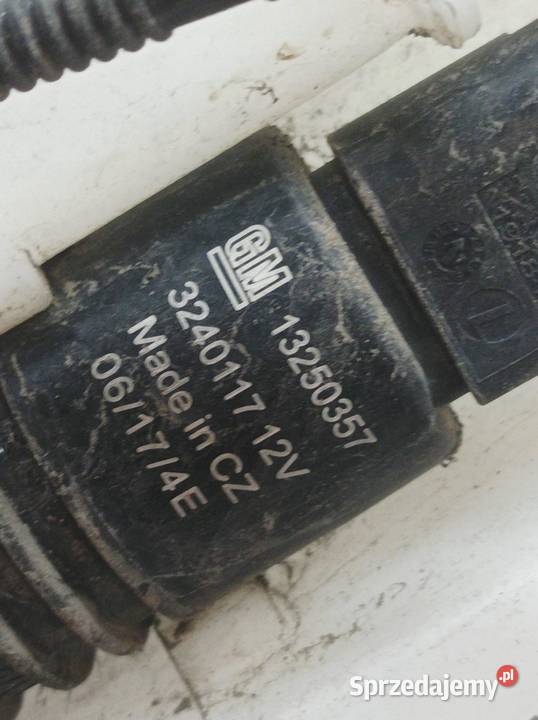 GM 13250357
3240117 12V
Made in CZ
06/17/4E
Sprzedajemy.pl